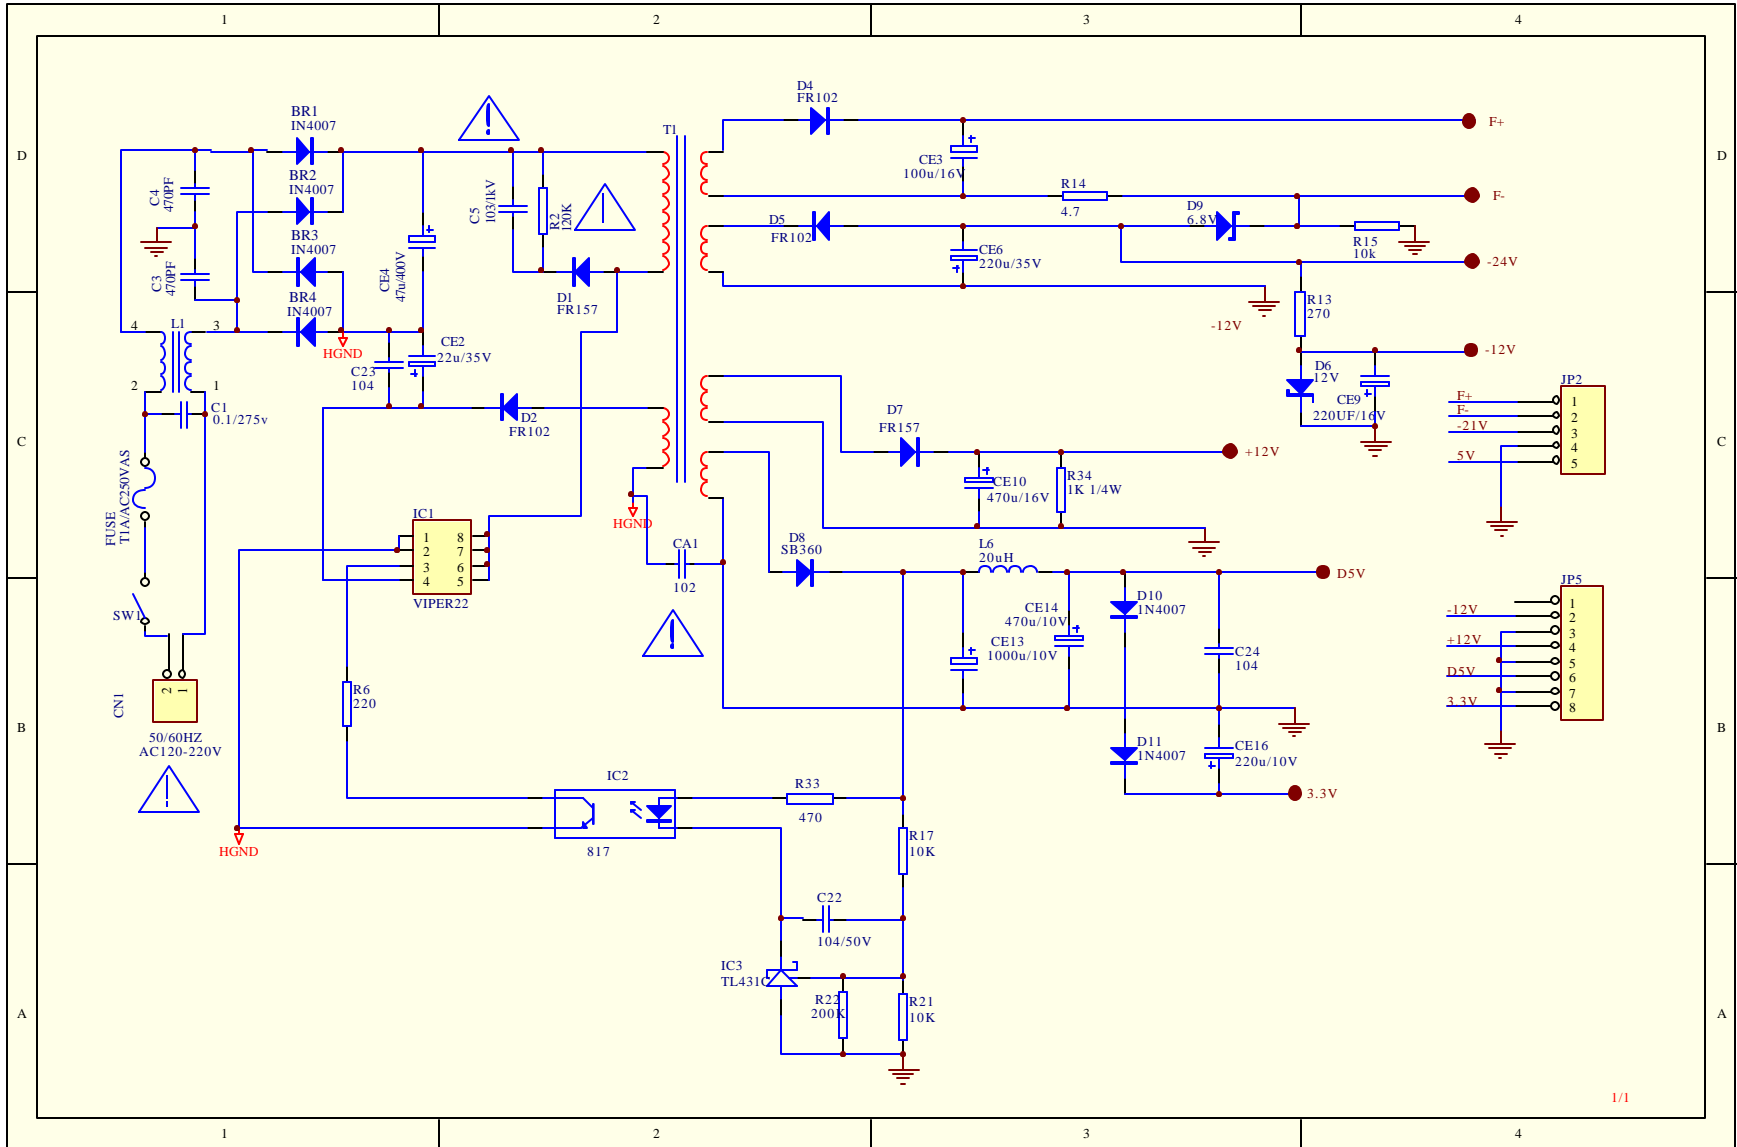 1 2 3 4
D D
BR1
IN4007
BR2
IN4007
BR3
IN4007
BR4
IN4007
C4
470PF
C3
470PF
CE4
47u/400V
C5
103/1kV
R2
120K
D1
FR157
T1
D4
FR102
CE3
100u/16V
R14
4.7
D5
FR102
CE6
220u/35V
D9
6.8V
R15
10k
F+
F-
-24V
R13
270
-12V
-12V
D6
12V
CE9
220UF/16V
4 L1 3
2 1
HGND
C23
104
CE2
22u/35V
C1
0.1/275v
D2
FR102
C C
FUSE
T1A/AC250VAS
D7
FR157
CE10
470u/16V
R34
1K 1/4W
+12V
JP2
F+ 1
F- 2
-21V 3
4
5V 5
IC1
1 8
2 7
3 6
4 5
VIPER22
HGND
CA1
102
D8
SB360
L6
20uH
D5V
SW1
D10
1N4007
CE14
470u/10V
CE13
1000u/10V
C24
104
JP5
1
-12V 2
3
+12V 4
5
D5V 6
7
3.3V 8
CN1
2 1
50/60HZ
AC120-220V
R6
220
B B
D11
1N4007
CE16
220u/10V
3.3V
IC2
817
R33
470
HGND
R17
10K
C22
104/50V
IC3
TL431C
R22
200K
R21
10K
A A
1/1
1 2 3 4